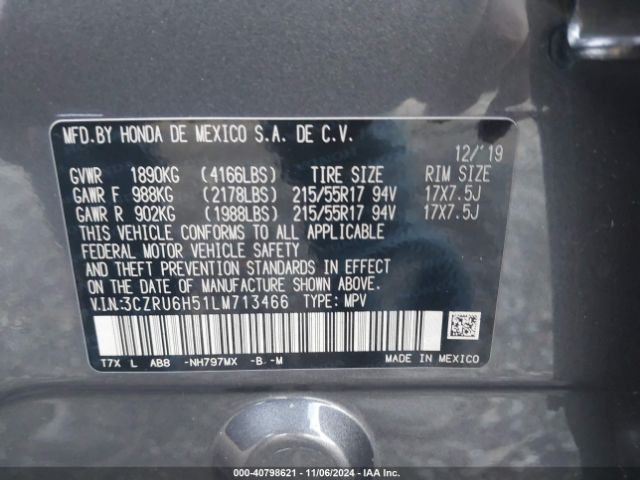 MFD.BY HONDA DE MEXICO S.A. DE C.V.
12/'19
GVWR 1890KG (4166LBS) TIRE SIZE RIM SIZE
GAWR F 988KG (2178LBS) 215/55R17 94V 17X7.5J
GAWR R 902KG (1988LBS) 215/55R17 94V 17X7.5J
THIS VEHICLE CONFORMS TO ALL APPLICABLE
FEDERAL MOTOR VEHICLE SAFETY
AND THEFT PREVENTION STANDARDS IN EFFECT
ON THE DATE OF MANUFACTURE SHOWN ABOVE.
V.I.N.:3CZRU6H51LM713466 TYPE: MPV
T7X L AB8 -NH797MX -B -M MADE IN MEXICO
000-40798621 - 11/06/2024 - IAA Inc.